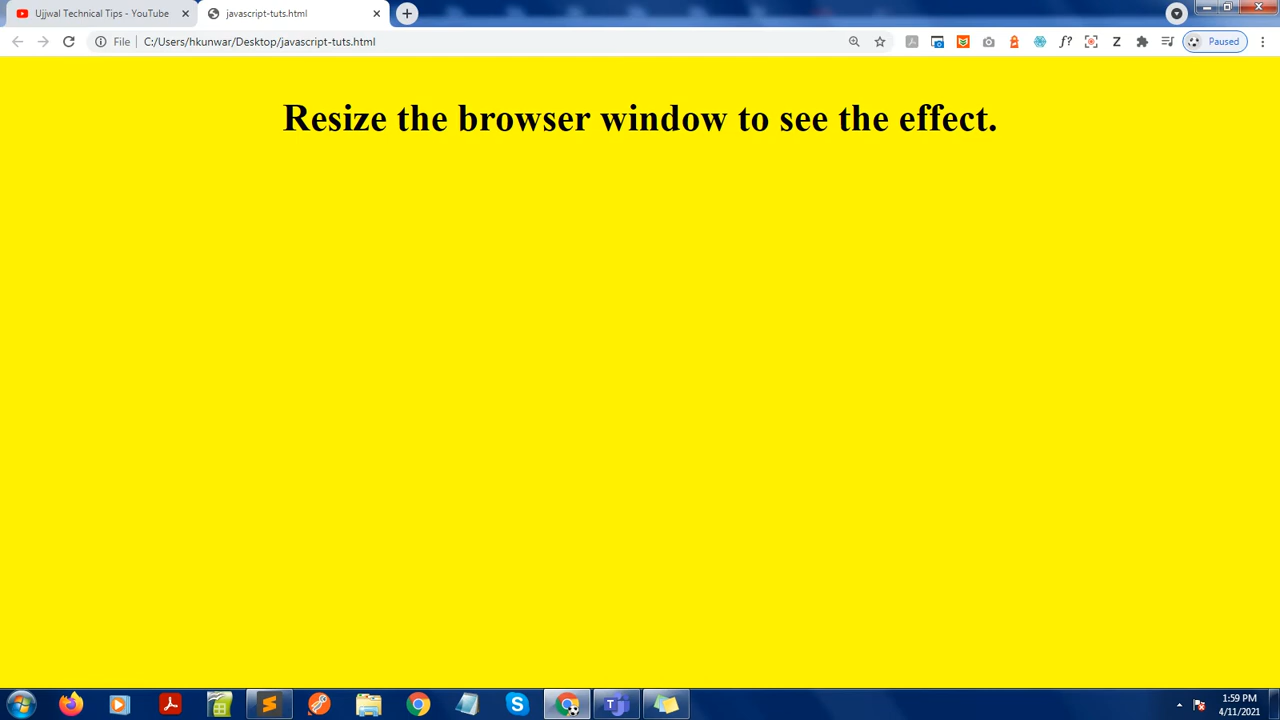 Ujjwal Technical Tips - YouTube
javascript-tuts.html
File
C:/Users/hkunwar/Desktop/javascript-tuts.html
f?
Z
Paused
Resize the browser window to see the effect.
S
T
1:59 PM
4/11/2021